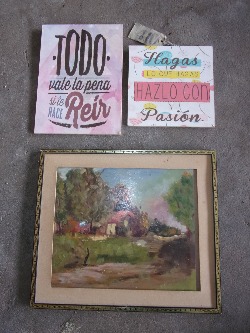 TODO
vale la pena
si te
HACE
Reír
Hagas
LO QUE HAGAS
HAZLO CON
Pasión